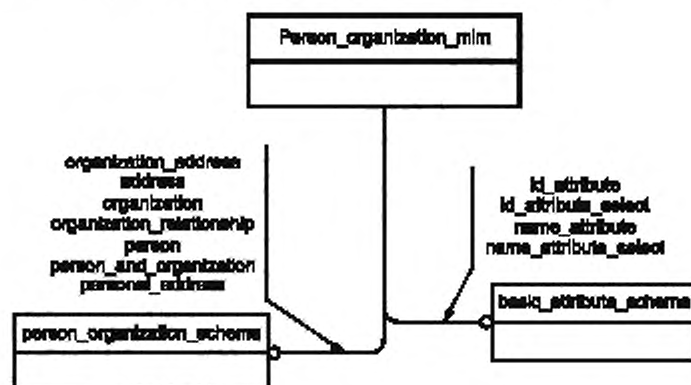 Person_organization_mim
organization_address
address
organization
organization_relationship
person
person_and_organization
personal_address
id_attribute
id_attribute_select
name_attribute
name_attribute_select
basic_attribute_schema
person_organization_schema